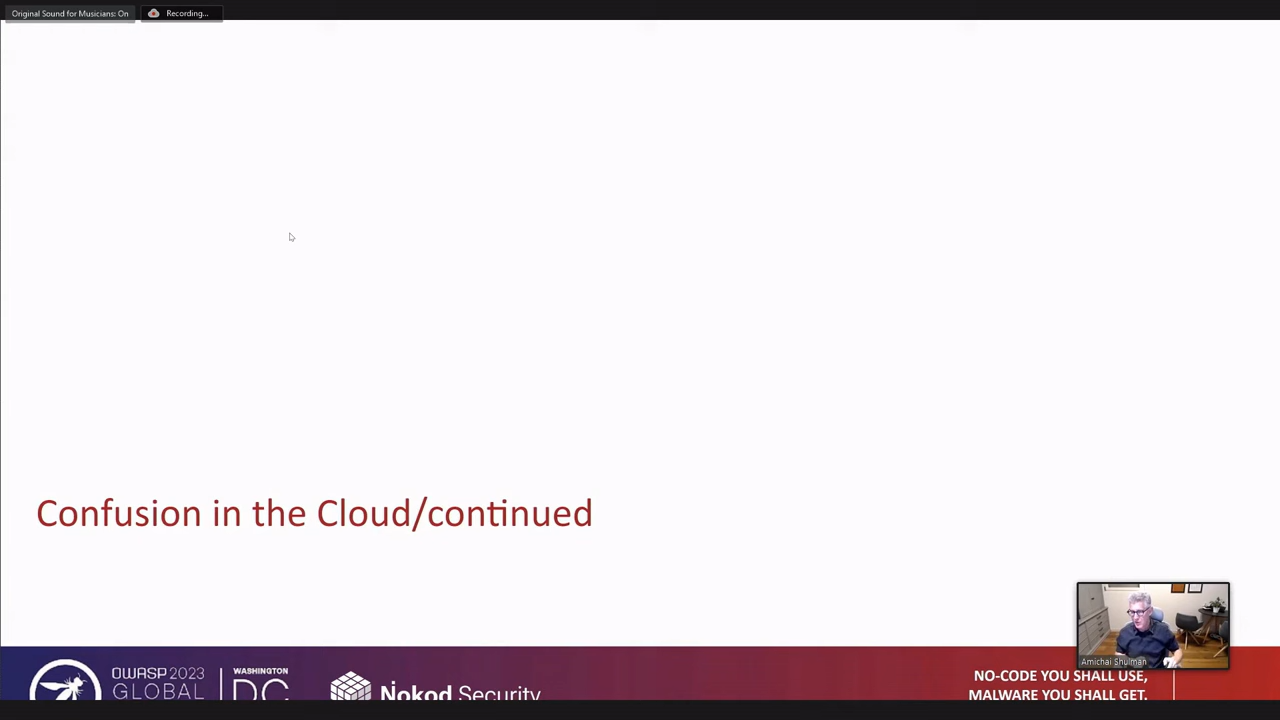 Original Sound for Musicians: On
Recording...
Confusion in the Cloud/continued
Amichai Shulman
OWASP 2023
GLOBAL
WASHINGTON
DC
Nokod Security
NO-CODE YOU SHALL USE,
MALWARE YOU SHALL GET.